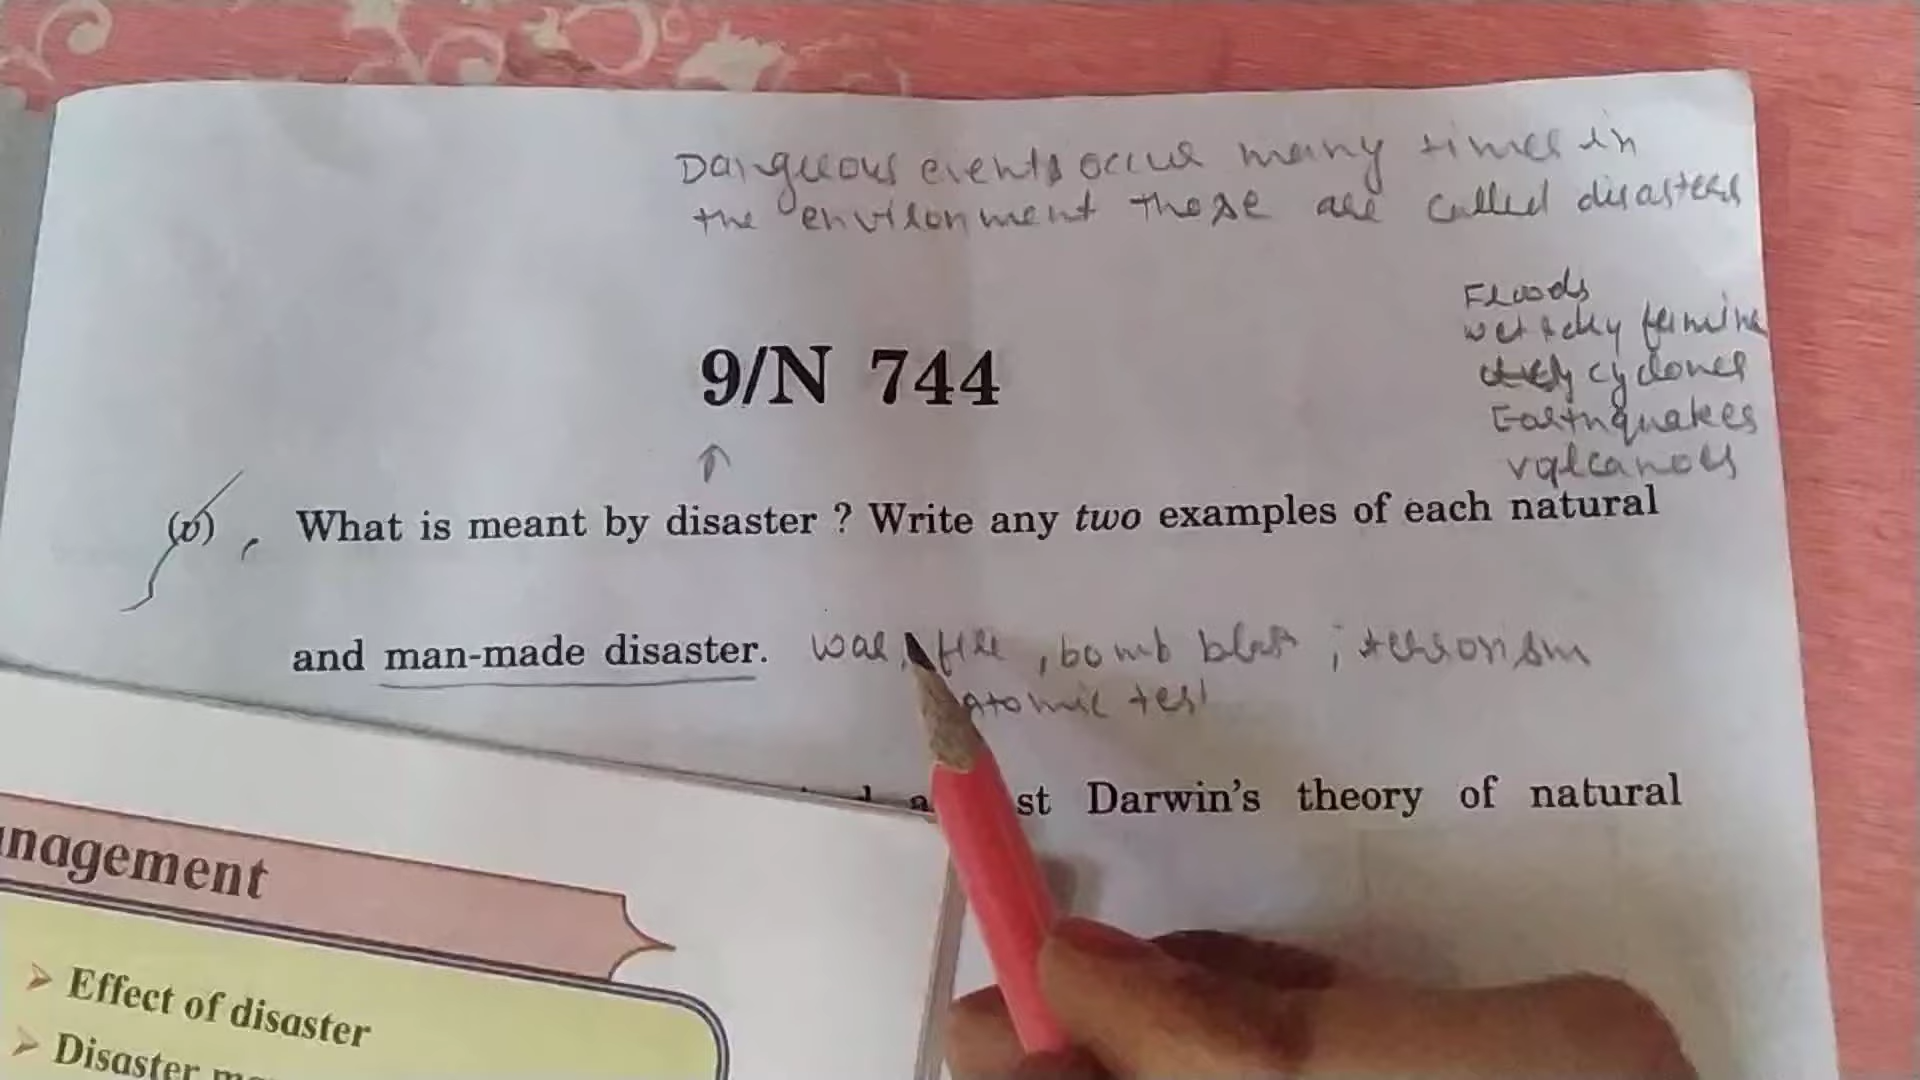 Dangerous events occur many times in
the environment these are called disasters
Floods
wet & dry famine
cyclones
Earthquakes
volcanoes
9/N 744
(v) What is meant by disaster ? Write any two examples of each natural
and man-made disaster. war, fire, bomb blast, terrorism
atomic test
st Darwin's theory of natural
nagement
Effect of disaster
Disaster